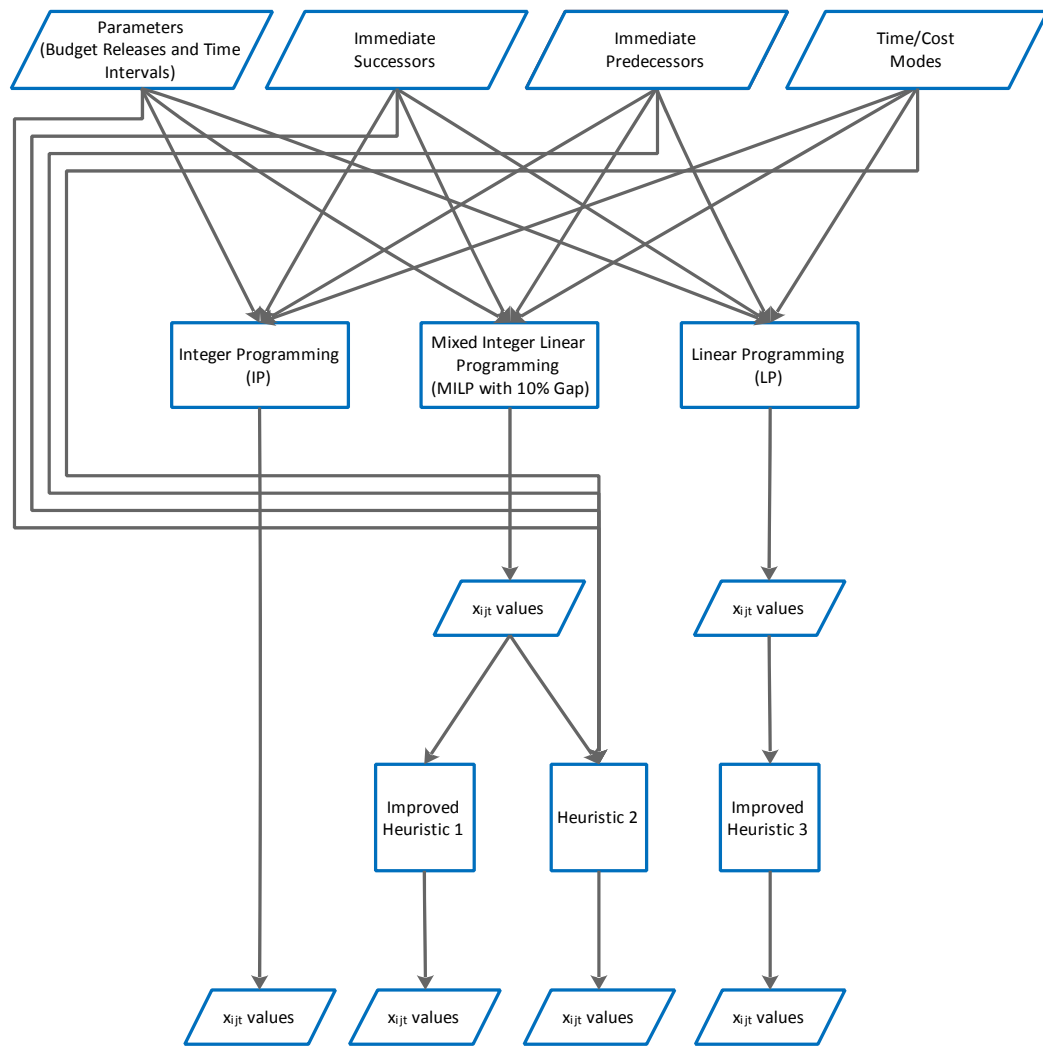 Parameters
(Budget Releases and Time
Intervals)
Immediate
Successors
Immediate
Predecessors
Time/Cost
Modes
Integer Programming
(IP)
Mixed Integer Linear
Programming
(MILP with 10% Gap)
Linear Programming
(LP)
xᵢⱼₜ values
xᵢⱼₜ values
Improved
Heuristic 1
Heuristic 2
Improved
Heuristic 3
xᵢⱼₜ values
xᵢⱼₜ values
xᵢⱼₜ values
xᵢⱼₜ values